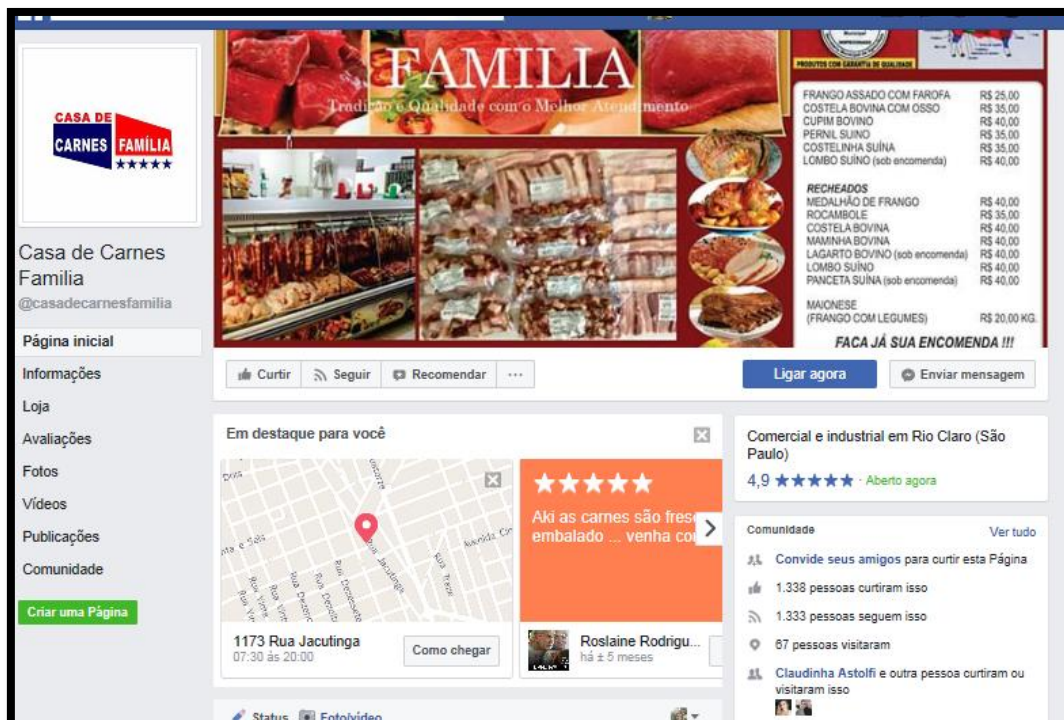 CASA DE
CARNES FAMÍLIA
Casa de Carnes
Familia
@casadecarnesfamilia
Página inicial
Informações
Loja
Avaliações
Fotos
Vídeos
Publicações
Comunidade
Criar uma Página
FAMILIA
Tradição e Qualidade com o Melhor Atendimento
PRODUTOS COM GARANTIA DE QUALIDADE
FRANGO ASSADO COM FAROFA R$ 25,00
COSTELA BOVINA COM OSSO R$ 35,00
CUPIM BOVINO R$ 40,00
PERNIL SUINO R$ 35,00
COSTELINHA SUÍNA R$ 35,00
LOMBO SUÍNO (sob encomenda) R$ 40,00
RECHEADOS
MEDALHÃO DE FRANGO R$ 40,00
ROCAMBOLE R$ 35,00
COSTELA BOVINA R$ 40,00
MAMINHA BOVINA R$ 40,00
LAGARTO BOVINO (sob encomenda) R$ 40,00
LOMBO SUÍNO R$ 40,00
PANCETA SUÍNA (sob encomenda) R$ 40,00
MAIONESE
(FRANGO COM LEGUMES) R$ 20,00 KG.
FACA JÁ SUA ENCOMENDA !!!
Curtir Seguir Recomendar ...
Ligar agora Enviar mensagem
Em destaque para você
Rua Jacutinga
Rua Treze
1173 Rua Jacutinga
07:30 às 20:00
Como chegar
Aki as carnes são
embalado ... venha
Roslaine Rodrigu...
há ± 5 meses
Status Foto/vídeo
Comercial e industrial em Rio Claro (São
Paulo)
4,9 ★★★★★ · Aberto agora
Comunidade Ver tudo
Convide seus amigos para curtir esta Página
1.338 pessoas curtiram isso
1.333 pessoas seguem isso
67 pessoas visitaram
Claudinha Astolfi e outra pessoa curtiram ou
visitaram isso